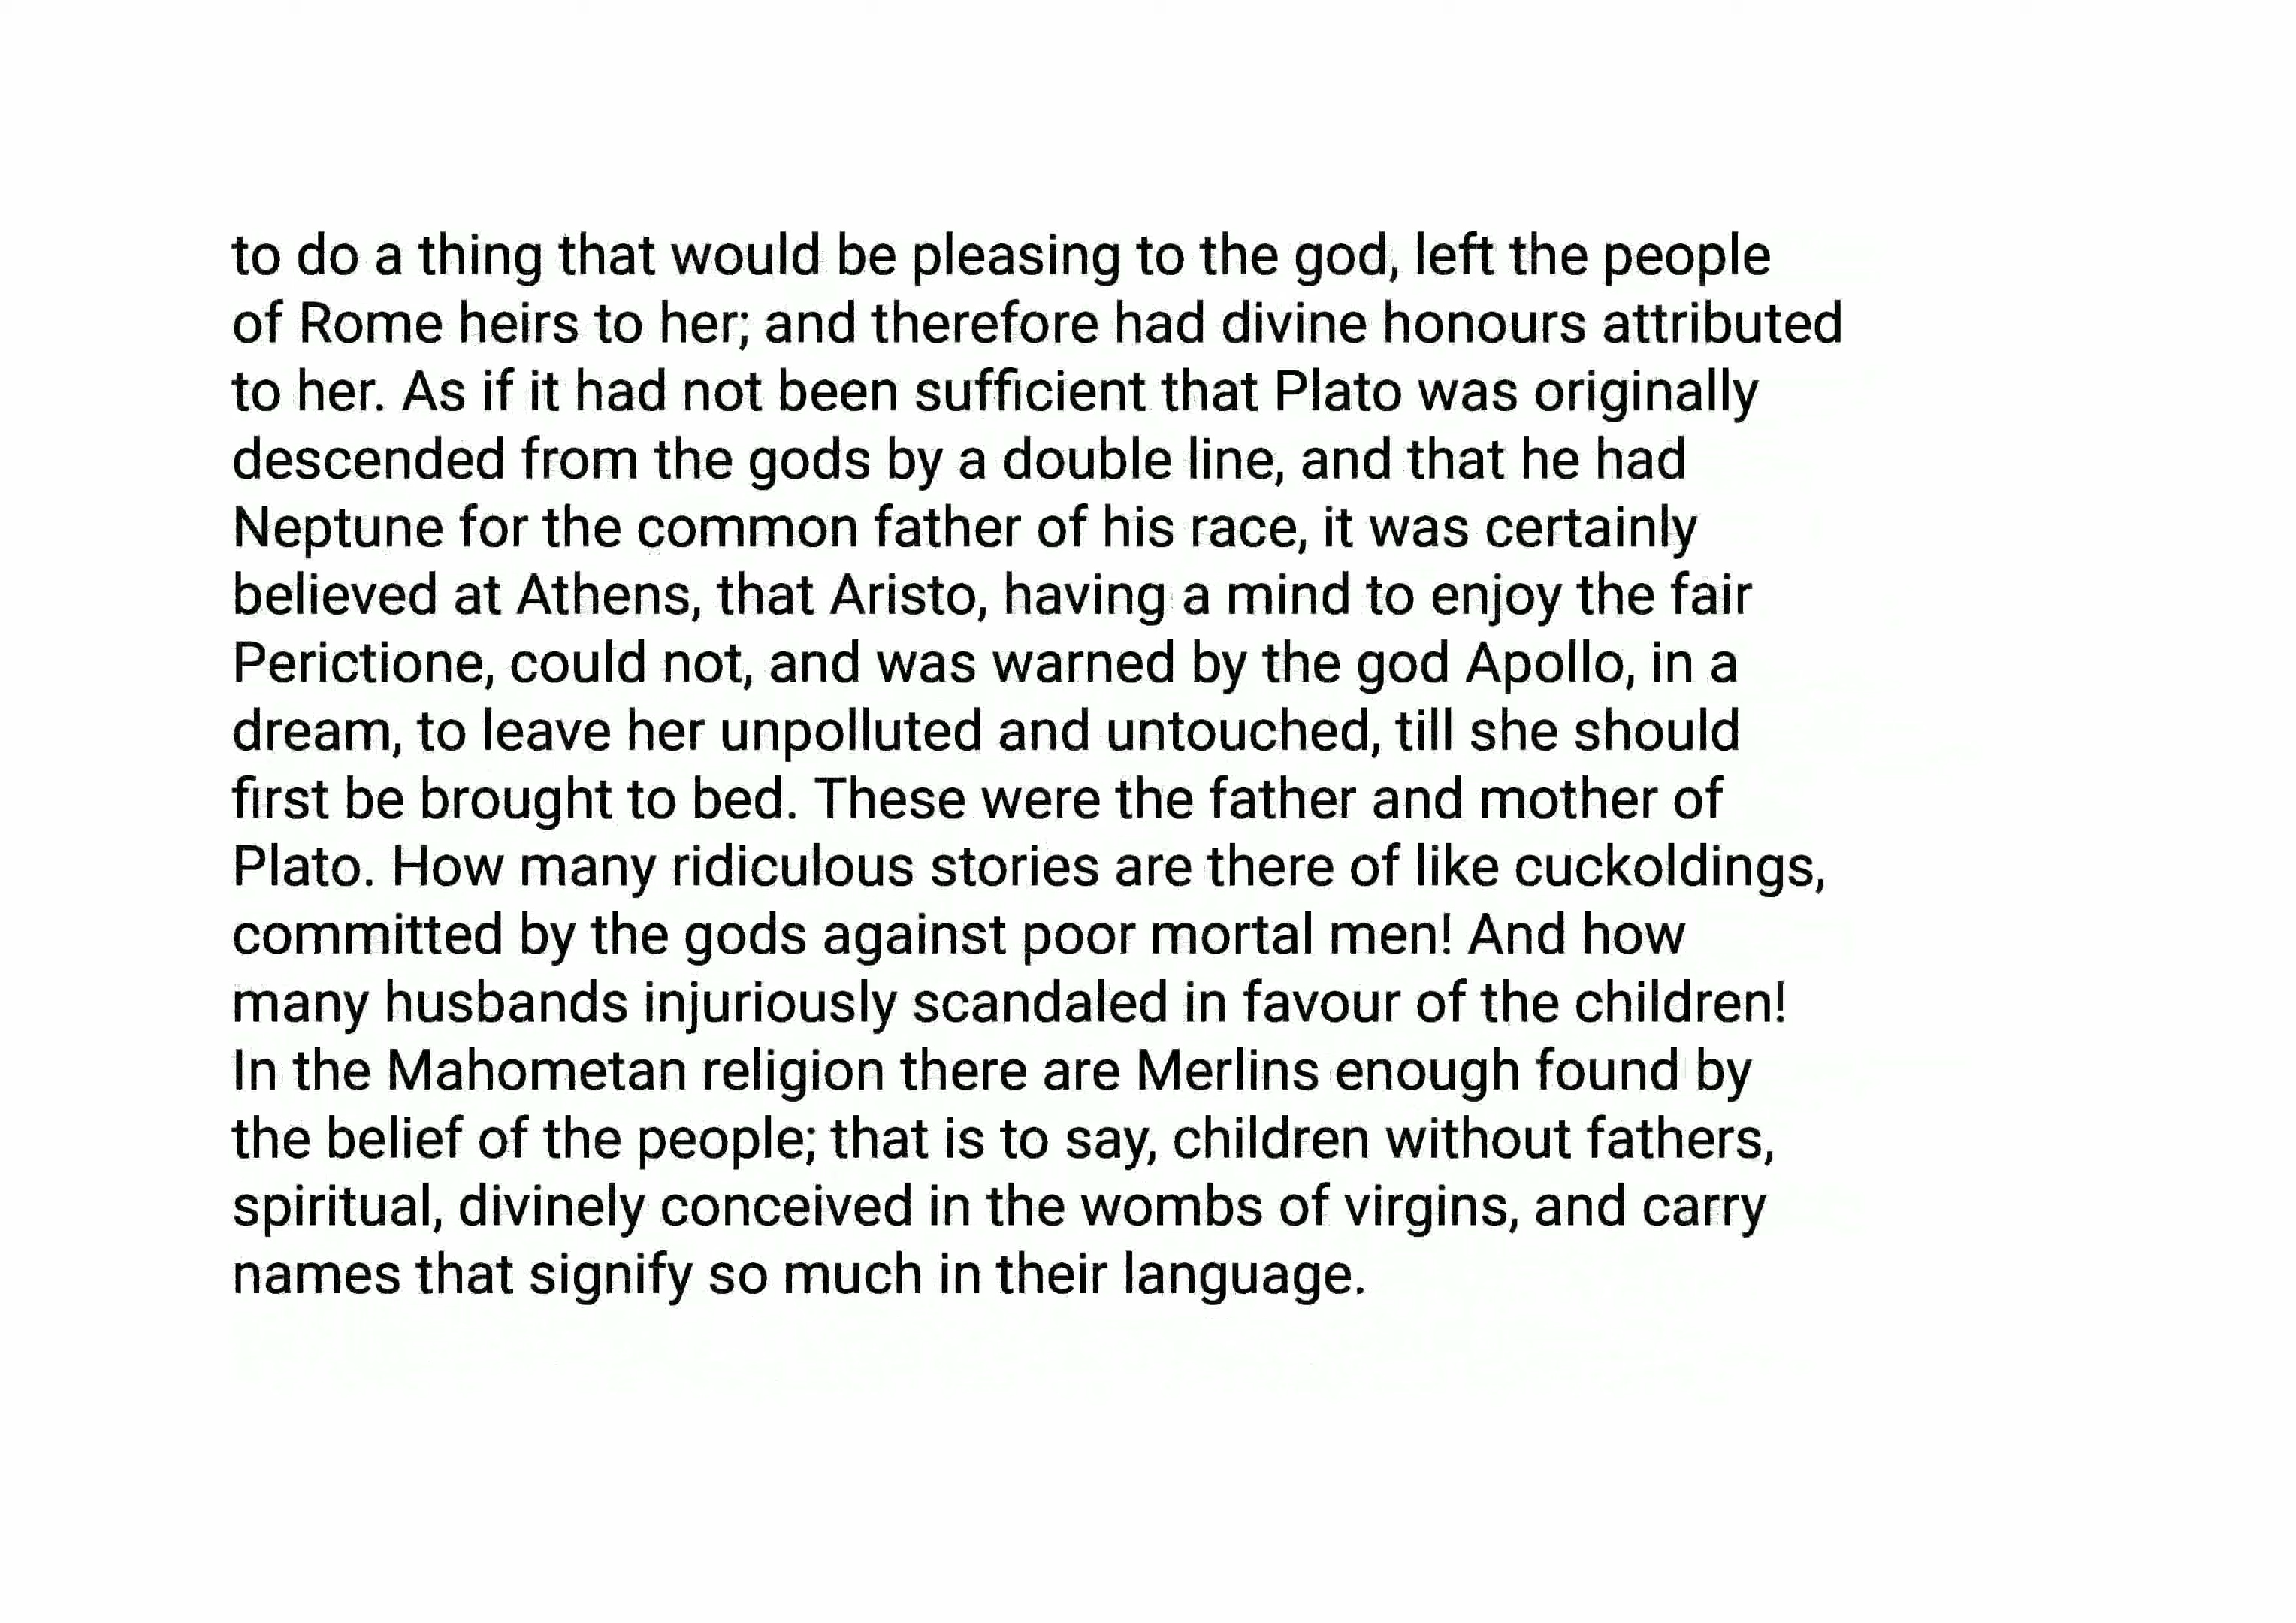 to do a thing that would be pleasing to the god, left the people
of Rome heirs to her; and therefore had divine honours attributed
to her. As if it had not been sufficient that Plato was originally
descended from the gods by a double line, and that he had
Neptune for the common father of his race, it was certainly
believed at Athens, that Aristo, having a mind to enjoy the fair
Perictione, could not, and was warned by the god Apollo, in a
dream, to leave her unpolluted and untouched, till she should
first be brought to bed. These were the father and mother of
Plato. How many ridiculous stories are there of like cuckoldings,
committed by the gods against poor mortal men! And how
many husbands injuriously scandaled in favour of the children!
In the Mahometan religion there are Merlins enough found by
the belief of the people; that is to say, children without fathers,
spiritual, divinely conceived in the wombs of virgins, and carry
names that signify so much in their language.